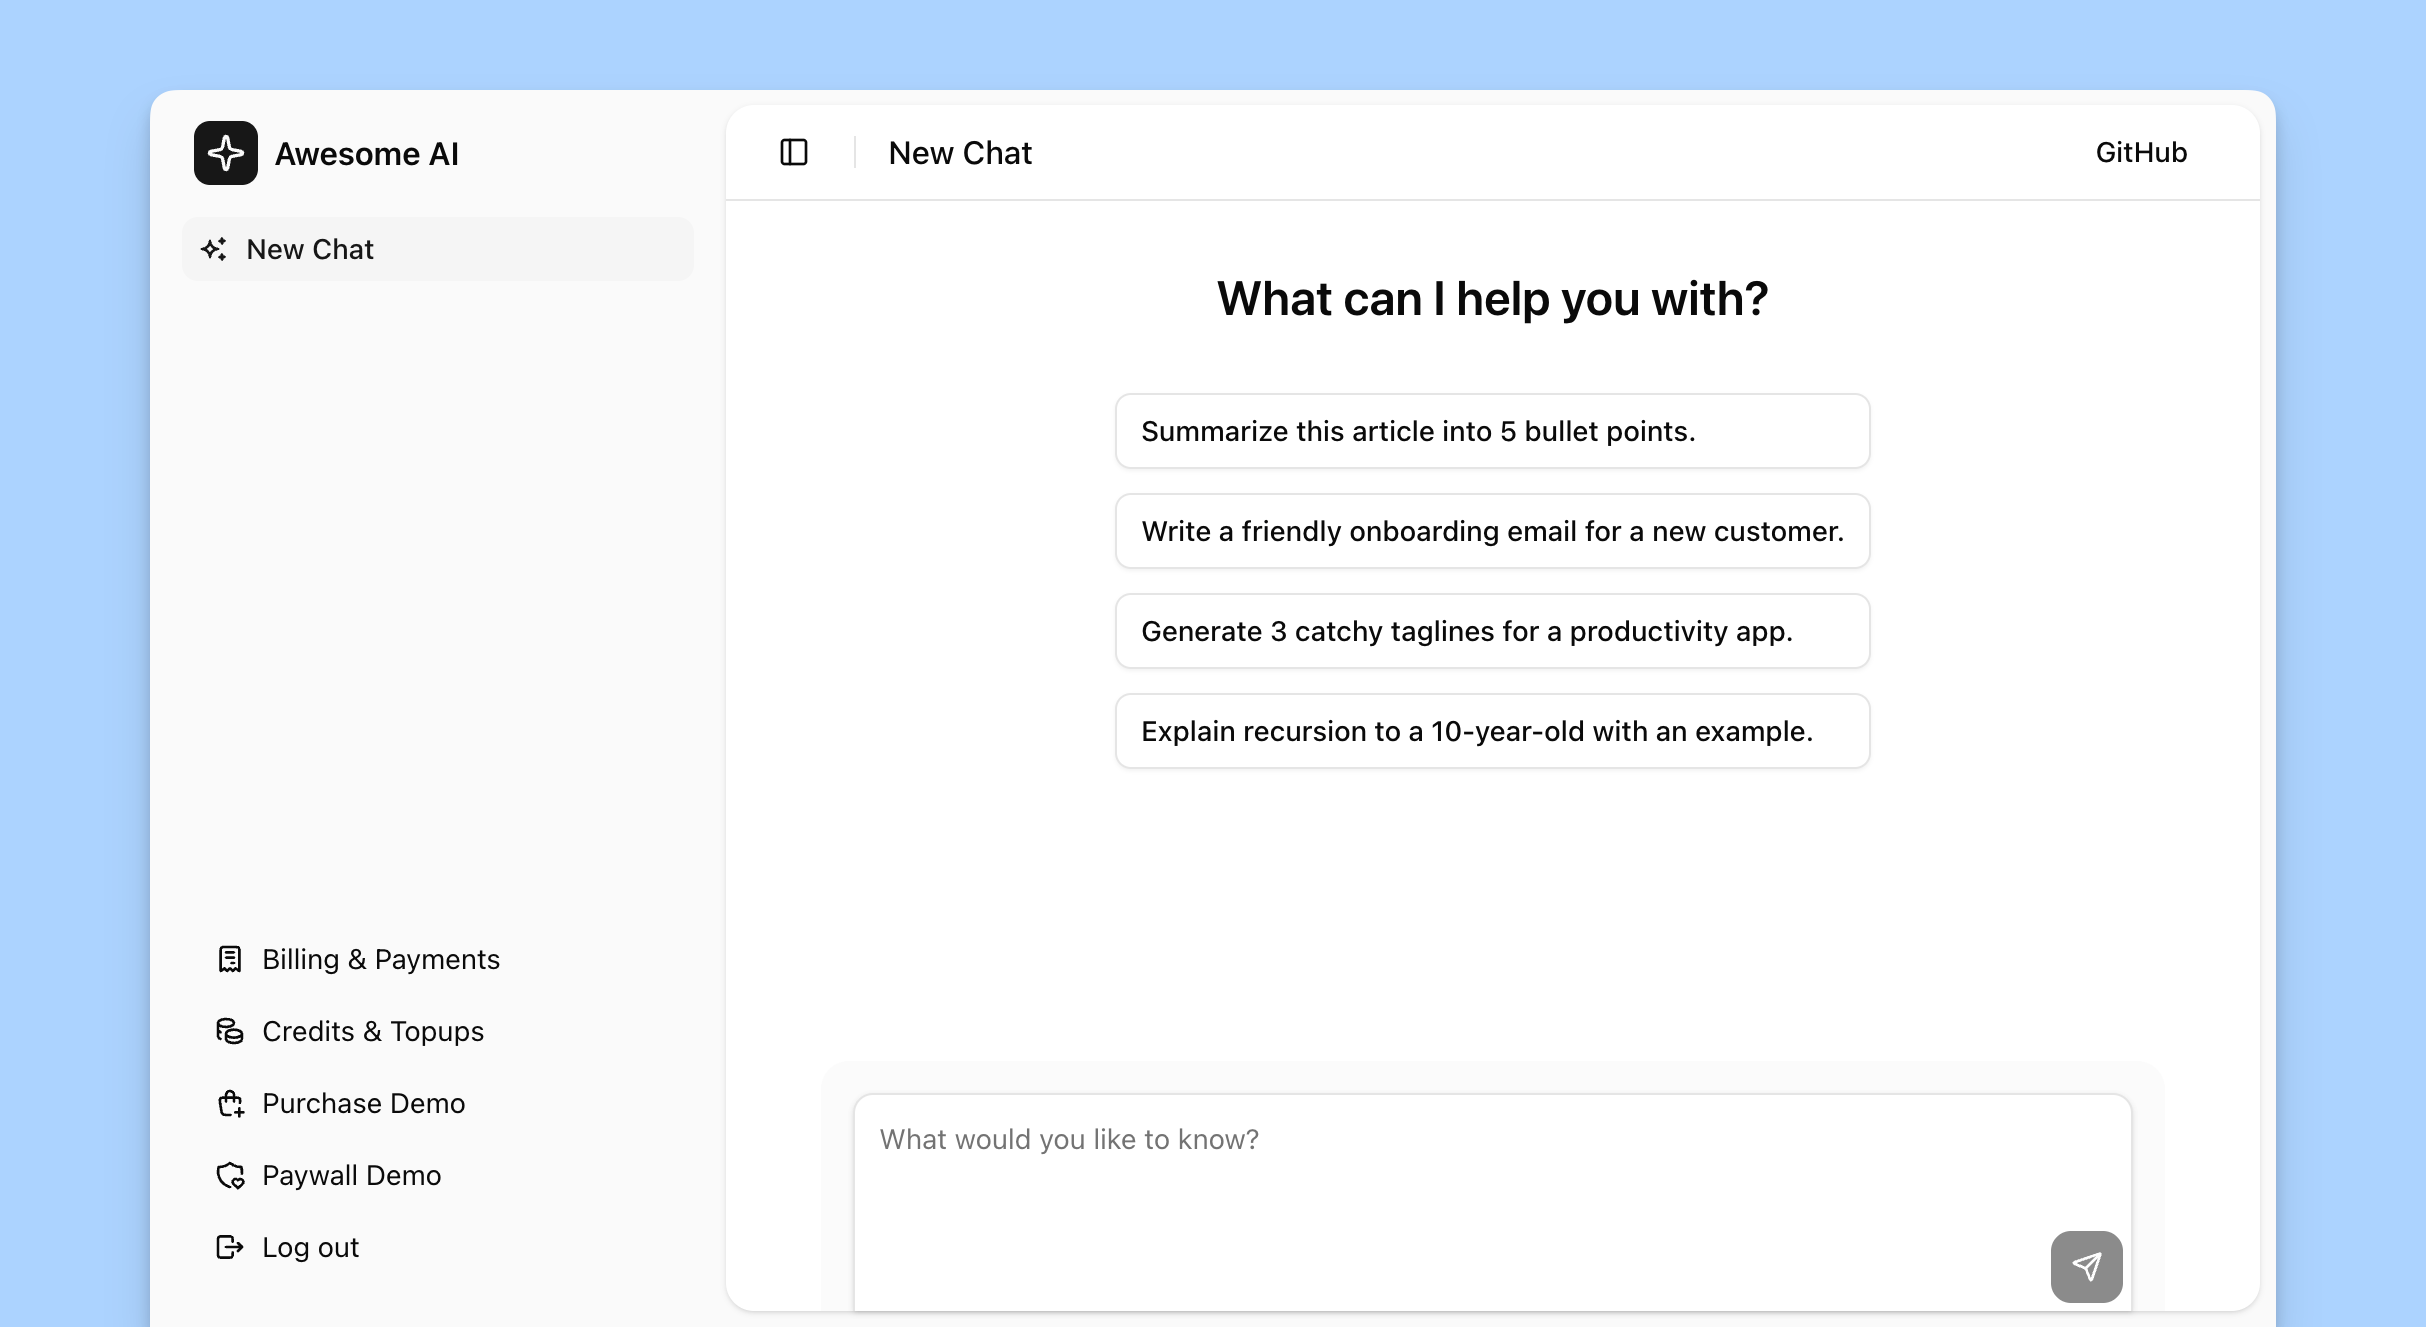 Awesome AI
New Chat
Billing & Payments
Credits & Topups
Purchase Demo
Paywall Demo
Log out
New Chat
GitHub
What can I help you with?
Summarize this article into 5 bullet points.
Write a friendly onboarding email for a new customer.
Generate 3 catchy taglines for a productivity app.
Explain recursion to a 10-year-old with an example.
What would you like to know?